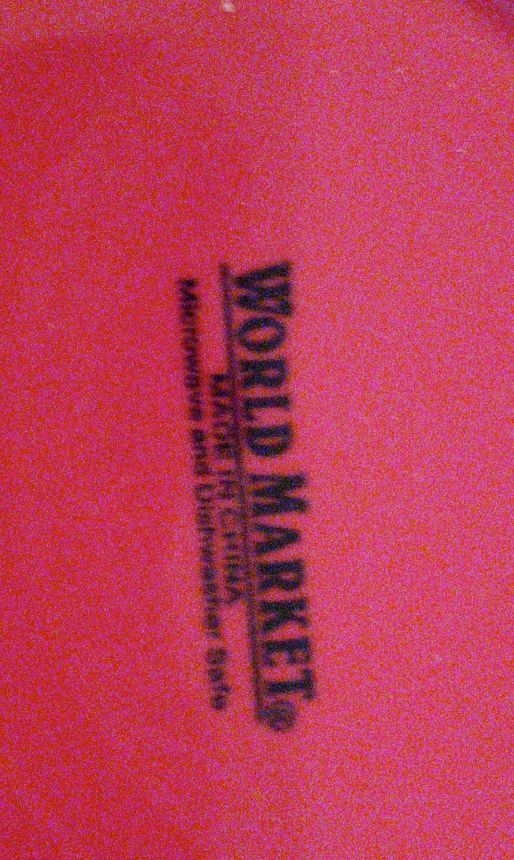 WORLD MARKET®
MADE IN CHINA
Microwave and Dishwasher Safe